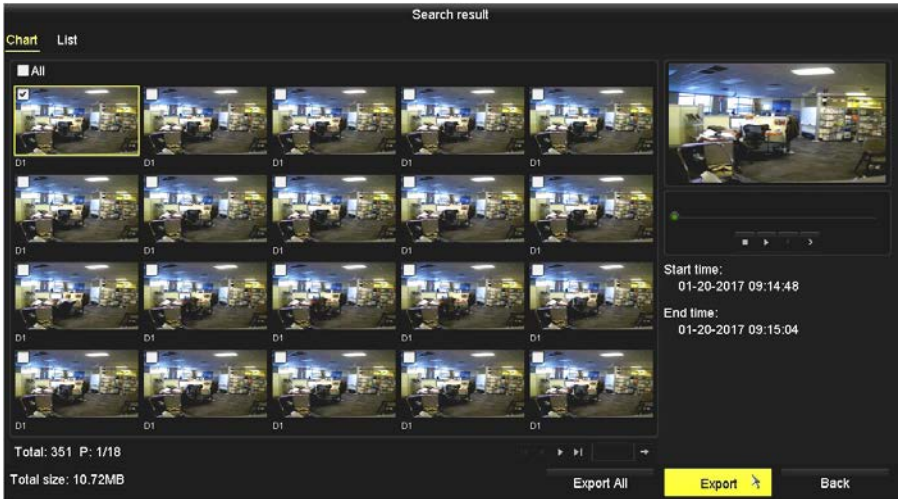 Search result
Chart List
All
D1 D1 D1 D1 D1
D1 D1 D1 D1 D1
D1 D1 D1 D1 D1
D1 D1 D1 D1 D1
Start time:
01-20-2017 09:14:48
End time:
01-20-2017 09:15:04
Total: 351 P: 1/18
Total size: 10.72MB
Export All Export Back